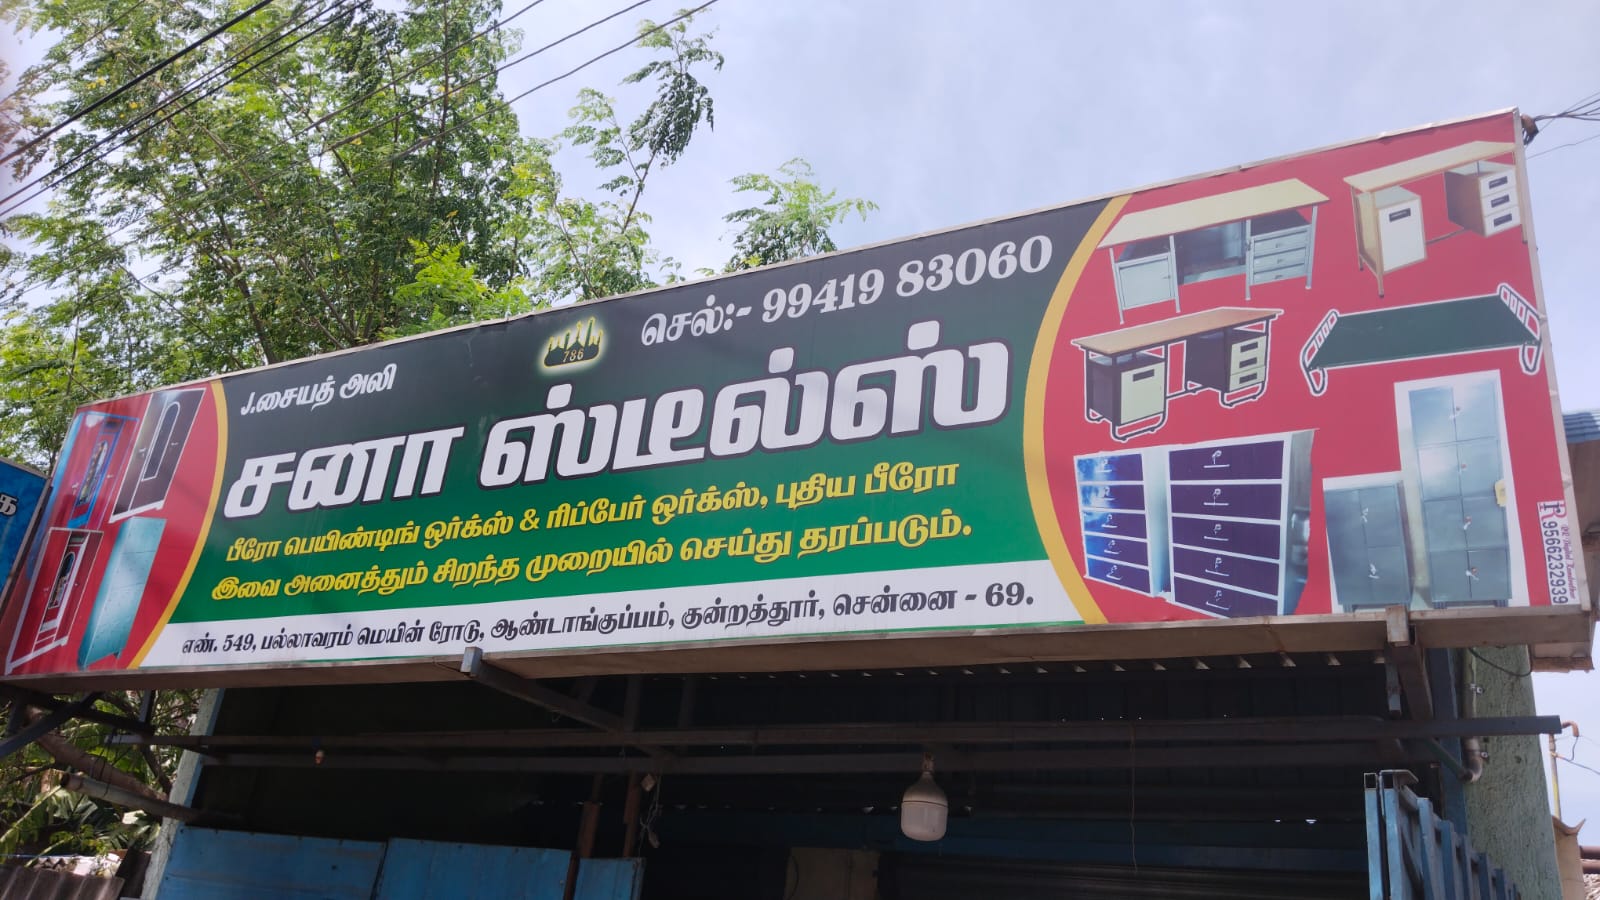 J.சையத் அலி
786
செல்:- 99419 83060
சனா ஸ்டீல்ஸ்
பீரோ பெயிண்டிங் ஒர்க்ஸ் & ரிப்பேர் ஒர்க்ஸ், புதிய பீரோ
இவை அனைத்தும் சிறந்த முறையில் செய்து தரப்படும்.
எண். 549, பல்லாவரம் மெயின் ரோடு, ஆண்டாங்குப்பம், குன்றத்தூர், சென்னை - 69.
R 9566232939